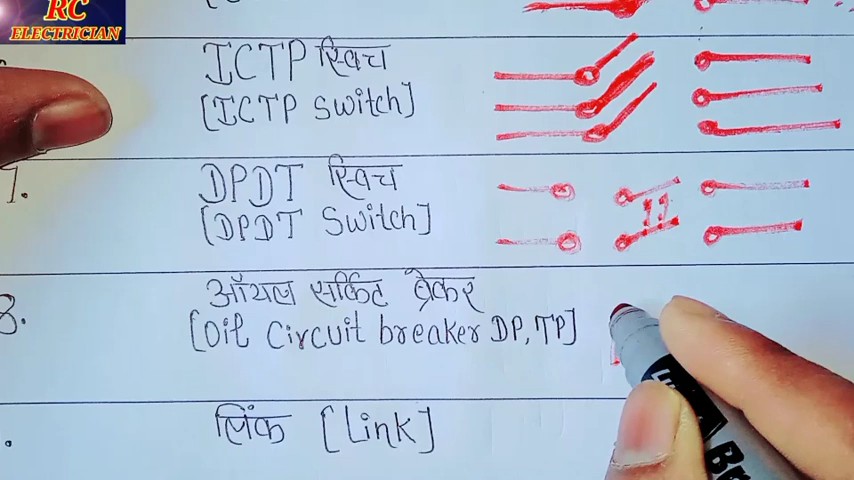 RC
ELECTRICIAN
ICTP स्विच
[ICTP Switch]
7.
DPDT स्विच
[DPDT Switch]
8.
ऑयल सर्किट ब्रेकर
[Oil Circuit breaker DP, TP]
लिंक [Link]